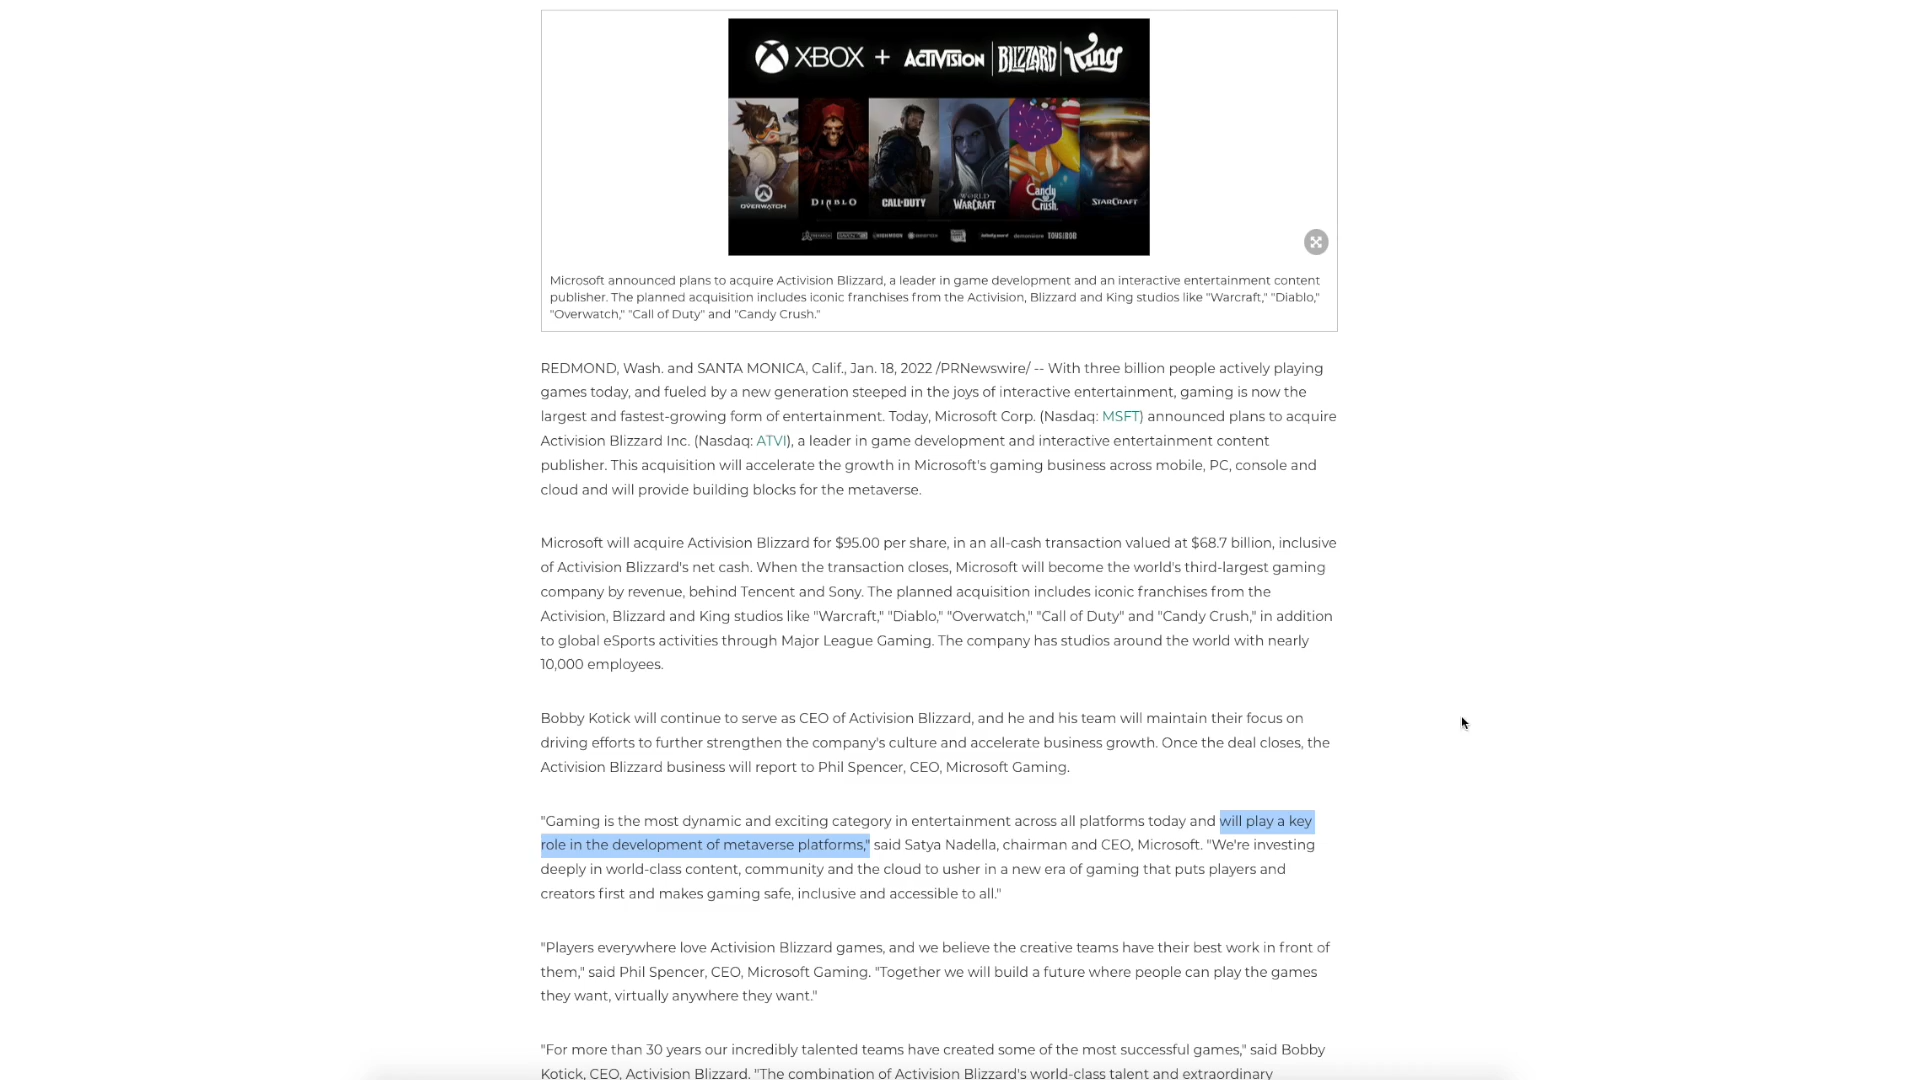 XBOX + ACTIVISION BLIZZARD King
OVERWATCH DIABLO CALL OF DUTY WORLD WARCRAFT Candy Crush STARCRAFT
TOYS BOB
Microsoft announced plans to acquire Activision Blizzard, a leader in game development and an interactive entertainment content
publisher. The planned acquisition includes iconic franchises from the Activision, Blizzard and King studios like "Warcraft," "Diablo,"
"Overwatch," "Call of Duty" and "Candy Crush."
REDMOND, Wash. and SANTA MONICA, Calif., Jan. 18, 2022 /PRNewswire/ -- With three billion people actively playing
games today, and fueled by a new generation steeped in the joys of interactive entertainment, gaming is now the
largest and fastest-growing form of entertainment. Today, Microsoft Corp. (Nasdaq: MSFT) announced plans to acquire
Activision Blizzard Inc. (Nasdaq: ATVI), a leader in game development and interactive entertainment content
publisher. This acquisition will accelerate the growth in Microsoft's gaming business across mobile, PC, console and
cloud and will provide building blocks for the metaverse.
Microsoft will acquire Activision Blizzard for $95.00 per share, in an all-cash transaction valued at $68.7 billion, inclusive
of Activision Blizzard's net cash. When the transaction closes, Microsoft will become the world's third-largest gaming
company by revenue, behind Tencent and Sony. The planned acquisition includes iconic franchises from the
Activision, Blizzard and King studios like "Warcraft," "Diablo," "Overwatch," "Call of Duty" and "Candy Crush," in addition
to global eSports activities through Major League Gaming. The company has studios around the world with nearly
10,000 employees.
Bobby Kotick will continue to serve as CEO of Activision Blizzard, and he and his team will maintain their focus on
driving efforts to further strengthen the company's culture and accelerate business growth. Once the deal closes, the
Activision Blizzard business will report to Phil Spencer, CEO, Microsoft Gaming.
"Gaming is the most dynamic and exciting category in entertainment across all platforms today and will play a key
role in the development of metaverse platforms," said Satya Nadella, chairman and CEO, Microsoft. "We're investing
deeply in world-class content, community and the cloud to usher in a new era of gaming that puts players and
creators first and makes gaming safe, inclusive and accessible to all."
"Players everywhere love Activision Blizzard games, and we believe the creative teams have their best work in front of
them," said Phil Spencer, CEO, Microsoft Gaming. "Together we will build a future where people can play the games
they want, virtually anywhere they want."
"For more than 30 years our incredibly talented teams have created some of the most successful games," said Bobby
Kotick, CEO, Activision Blizzard. "The combination of Activision Blizzard's world-class talent and extraordinary